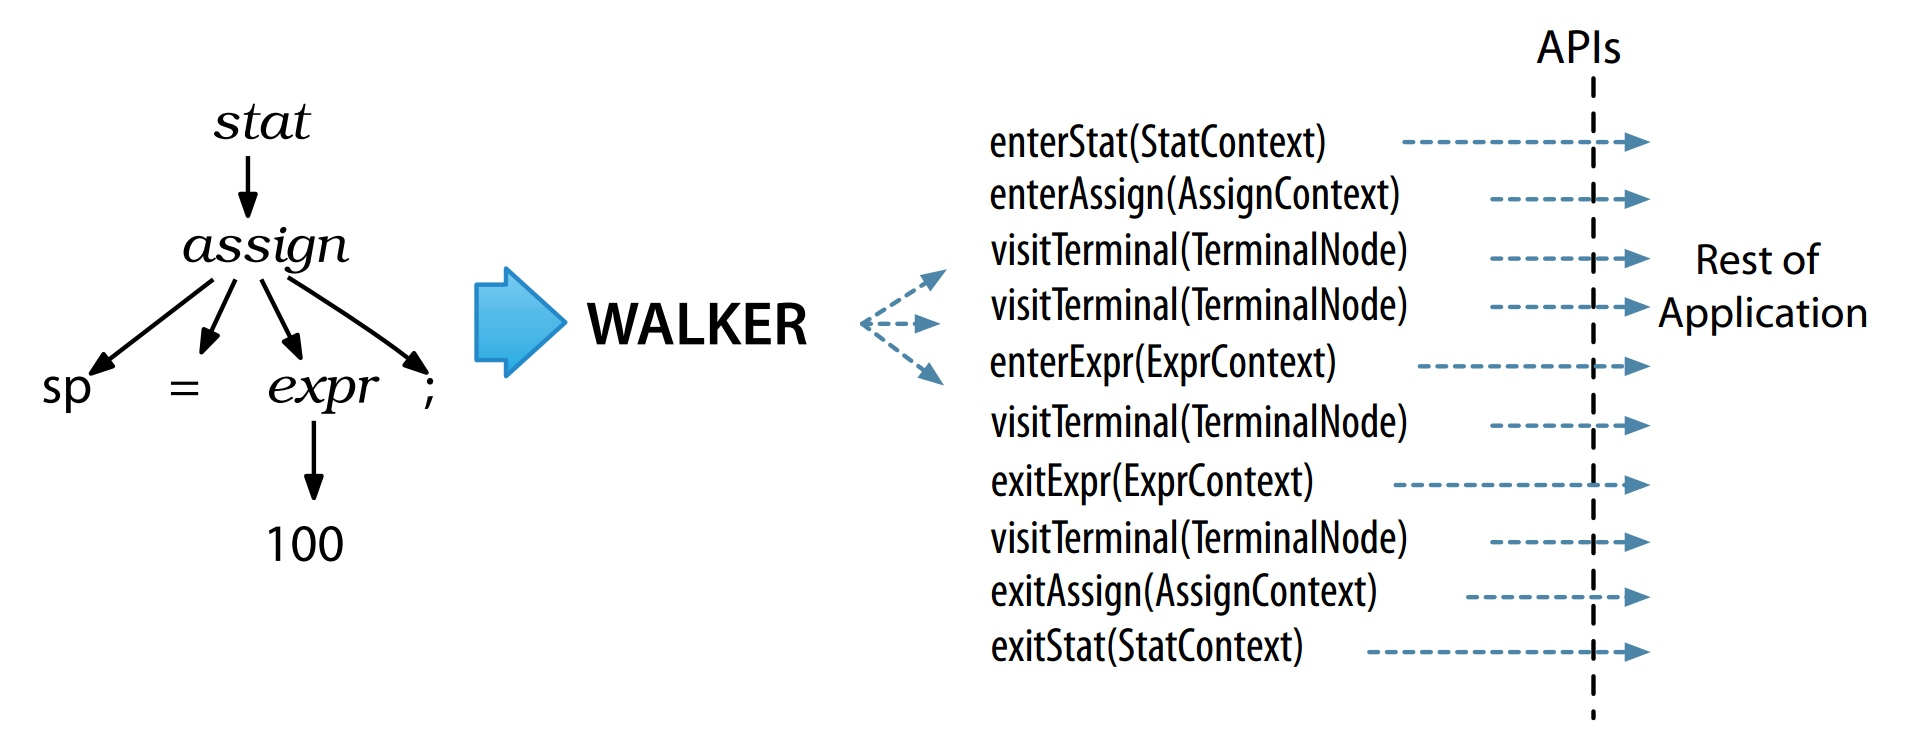 stat
assign
sp = expr ;
100
WALKER
enterStat(StatContext)
enterAssign(AssignContext)
visitTerminal(TerminalNode)
visitTerminal(TerminalNode)
enterExpr(ExprContext)
visitTerminal(TerminalNode)
exitExpr(ExprContext)
visitTerminal(TerminalNode)
exitAssign(AssignContext)
exitStat(StatContext)
APIs
Rest of
Application